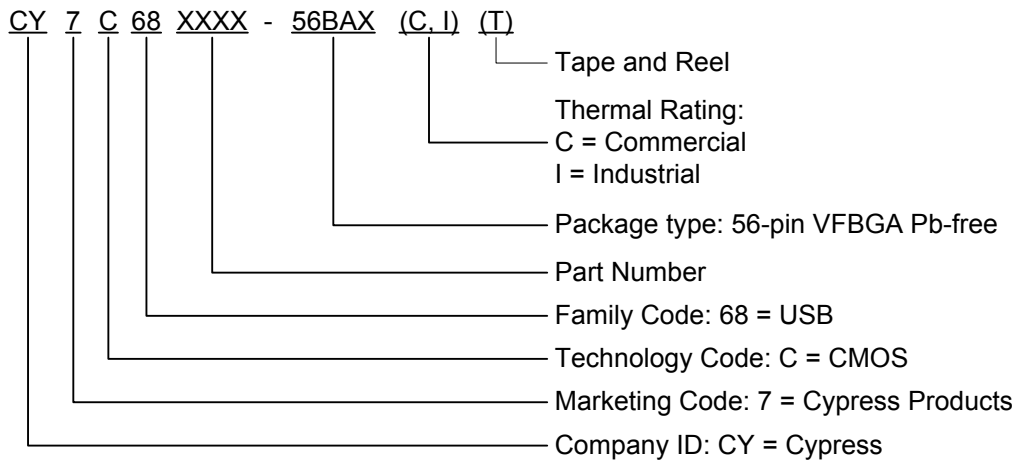 CY 7 C 68 XXXX - 56BAX (C, I) (T)
Tape and Reel
Thermal Rating:
C = Commercial
I = Industrial
Package type: 56-pin VFBGA Pb-free
Part Number
Family Code: 68 = USB
Technology Code: C = CMOS
Marketing Code: 7 = Cypress Products
Company ID: CY = Cypress